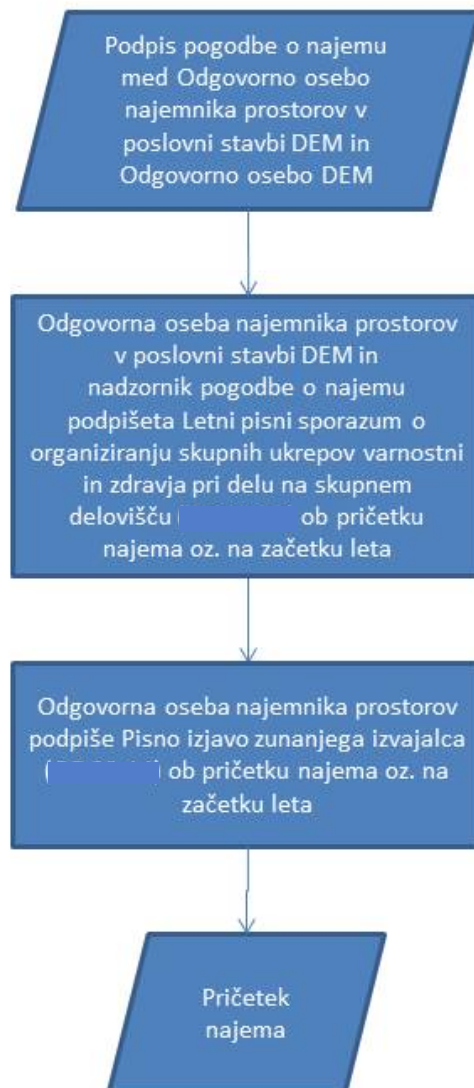 Podpis pogodbe o najemu
med Odgovorno osebo
najemnika prostorov v
poslovni stavbi DEM in
Odgovorno osebo DEM
Odgovorna oseba najemnika prostorov
v poslovni stavbi DEM in
nadzornik pogodbe o najemu
podpišeta Letni pisni sporazum o
organiziranju skupnih ukrepov varnostni
in zdravja pri delu na skupnem
delovišču ob pričetku
najema oz. na začetku leta
Odgovorna oseba najemnika prostorov
podpiše Pisno izjavo zunanjega izvajalca
ob pričetku najema oz. na
začetku leta
Pričetek
najema